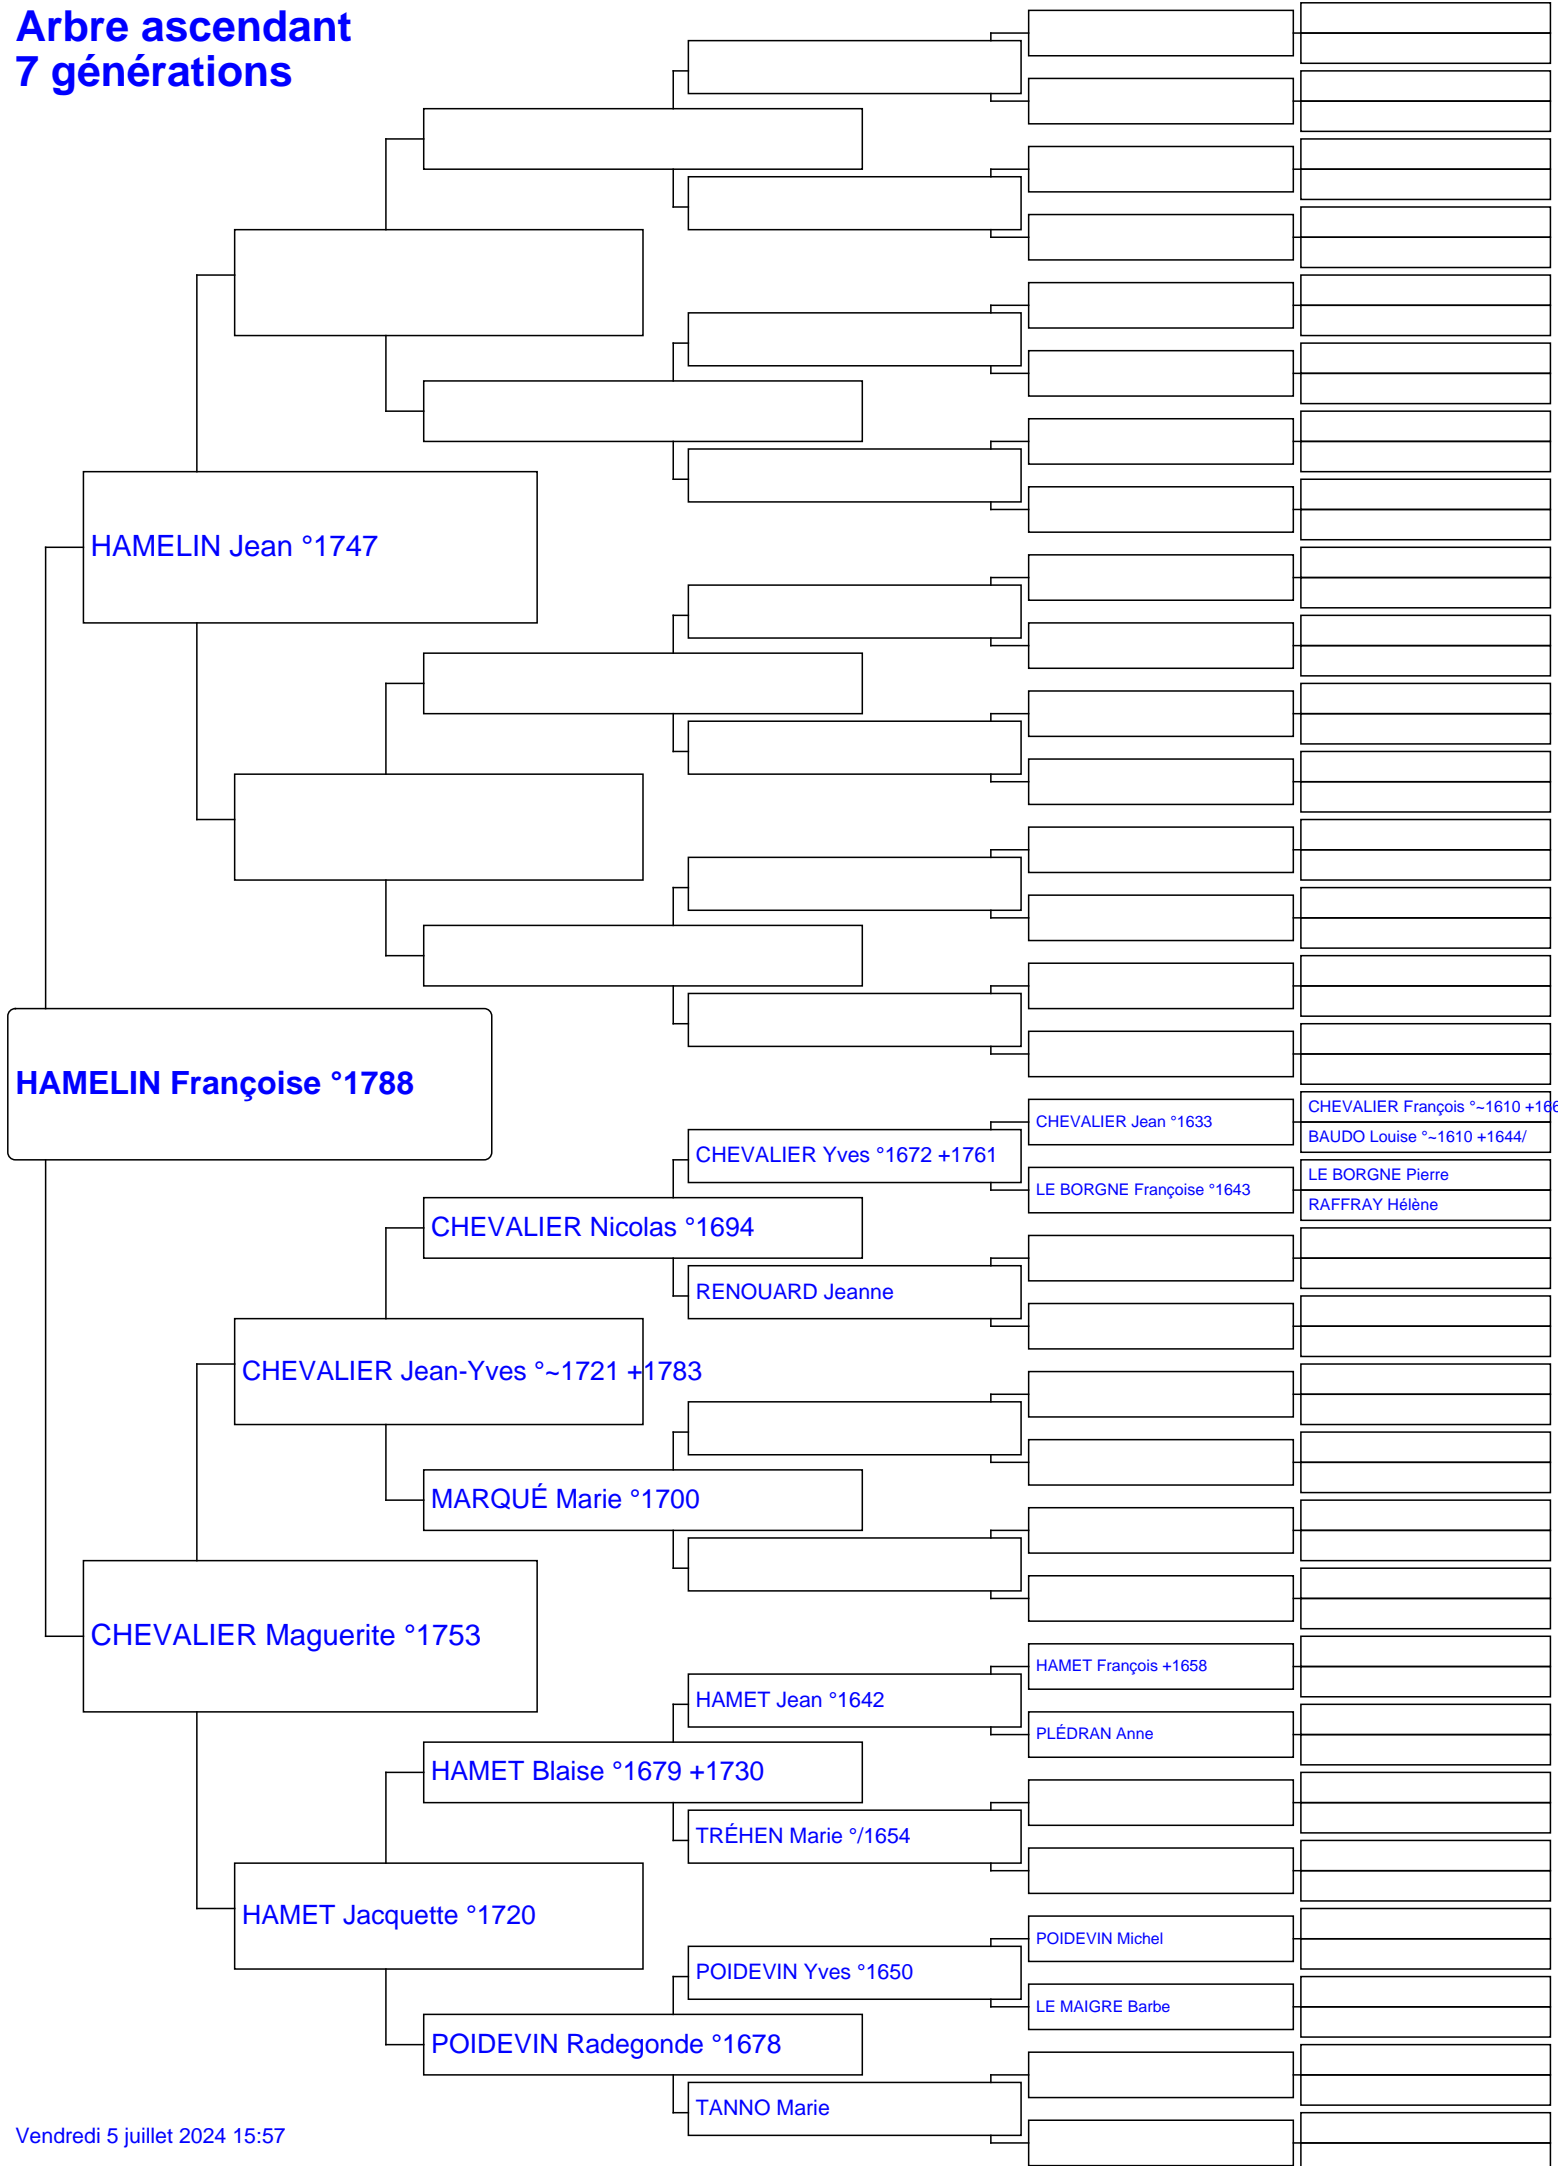 Arbre ascendant
7 générations
HAMELIN Jean °1747
HAMELIN Françoise °1788
CHEVALIER François °~1610 +166
CHEVALIER Jean °1633
BAUDO Louise °~1610 +1644/
CHEVALIER Yves °1672 +1761
LE BORGNE Pierre
LE BORGNE Françoise °1643
RAFFRAY Hélène
CHEVALIER Nicolas °1694
RENOUARD Jeanne
CHEVALIER Jean-Yves °~1721 +1783
MARQUÉ Marie °1700
CHEVALIER Maguerite °1753
HAMET François +1658
HAMET Jean °1642
PLÉDRAN Anne
HAMET Blaise °1679 +1730
TRÉHEN Marie °/1654
HAMET Jacquette °1720
POIDEVIN Michel
POIDEVIN Yves °1650
LE MAIGRE Barbe
POIDEVIN Radegonde °1678
TANNO Marie
Vendredi 5 juillet 2024 15:57